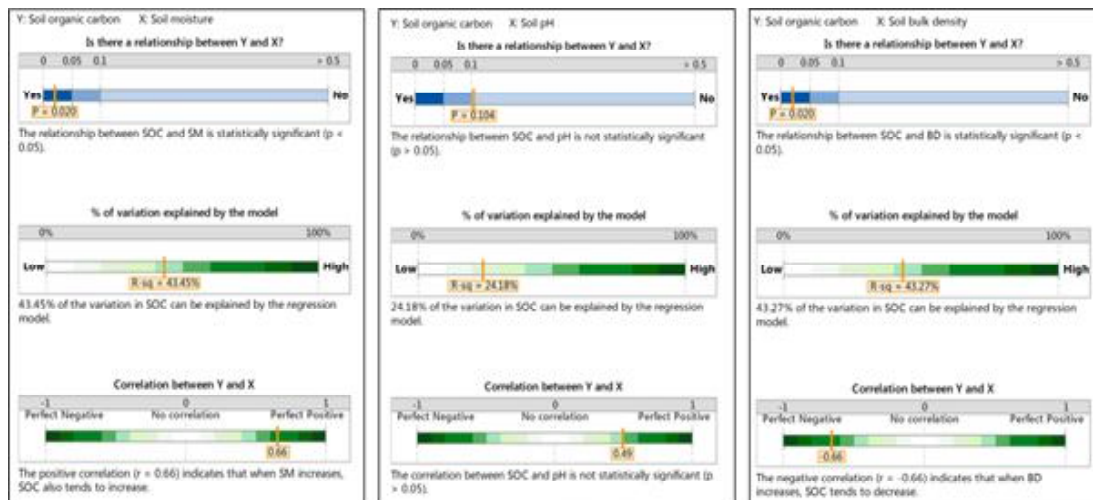 Y: Soil organic carbon X: Soil moisture
Is there a relationship between Y and X?
0 0.05 0.1 > 0.5
Yes No
P = 0.020
The relationship between SOC and SM is statistically significant (p <
0.05).
% of variation explained by the model
0% 100%
Low High
R-sq = 43.45%
43.45% of the variation in SOC can be explained by the regression
model.
Correlation between Y and X
-1 0 1
Perfect Negative No correlation Perfect Positive
0.66
The positive correlation (r = 0.66) indicates that when SM increases,
SOC also tends to increase.
Y: Soil organic carbon X: Soil pH
Is there a relationship between Y and X?
0 0.05 0.1 > 0.5
Yes No
P = 0.104
The relationship between SOC and pH is not statistically significant
(p > 0.05).
% of variation explained by the model
0% 100%
Low High
R-sq = 24.18%
24.18% of the variation in SOC can be explained by the regression
model.
Correlation between Y and X
-1 0 1
Perfect Negative No correlation Perfect Positive
0.49
The correlation between SOC and pH is not statistically significant (p
> 0.05).
Y: Soil organic carbon X: Soil bulk density
Is there a relationship between Y and X?
0 0.05 0.1 > 0.5
Yes No
P = 0.020
The relationship between SOC and BD is statistically significant (p <
0.05).
% of variation explained by the model
0% 100%
Low High
R-sq = 43.27%
43.27% of the variation in SOC can be explained by the regression
model.
Correlation between Y and X
-1 0 1
Perfect Negative No correlation Perfect Positive
-0.66
The negative correlation (r = -0.66) indicates that when BD
increases, SOC tends to decrease.